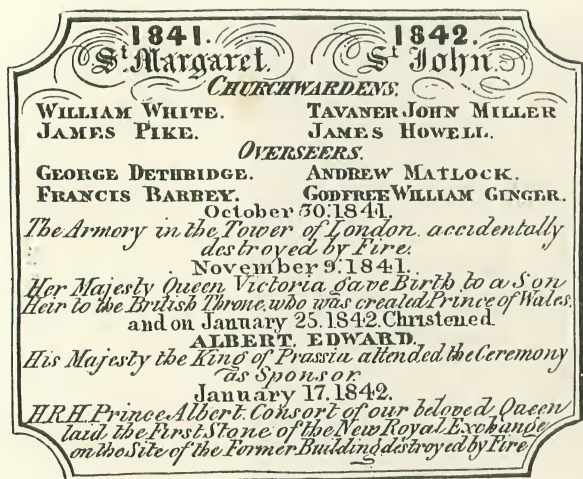 1841. 1842.
St Margaret. St John.
CHURCHWARDENS.
WILLIAM WHITE. TAVANER JOHN MILLER
JAMES PIKE. JAMES HOWELL.
OVERSEERS.
GEORGE DETHRIDGE. ANDREW MATLOCK.
FRANCIS BARBEY. GODFREE WILLIAM GINGER.
October 30. 1841.
The Armory in the Tower of London accidentally
destroyed by Fire.
November 9. 1841.
Her Majesty Queen Victoria gave Birth to a Son
Heir to the British Throne, who was created Prince of Wales,
and on January 25. 1842. Christened
ALBERT EDWARD.
His Majesty the King of Prassia attended the Ceremony
as Sponsor.
January 17. 1842.
H.R.H. Prince Albert, Consort of our beloved Queen
laid the First Stone of the New Royal Exchange
on the Site of the Former Building destroyed by Fire